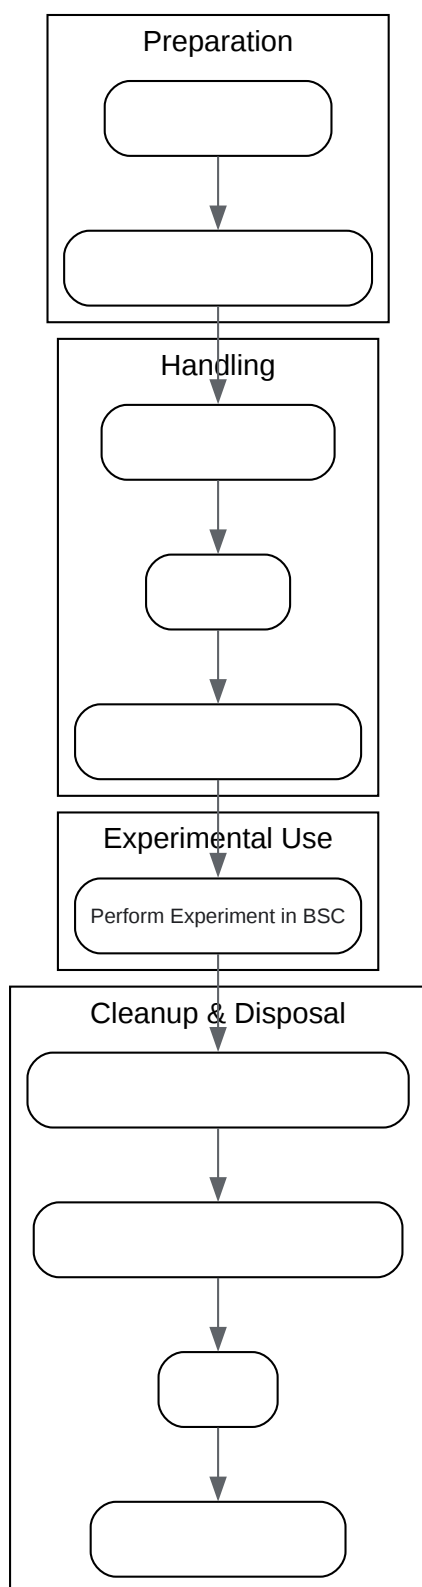 Preparation
Handling
Experimental Use
Perform Experiment in BSC
Cleanup & Disposal